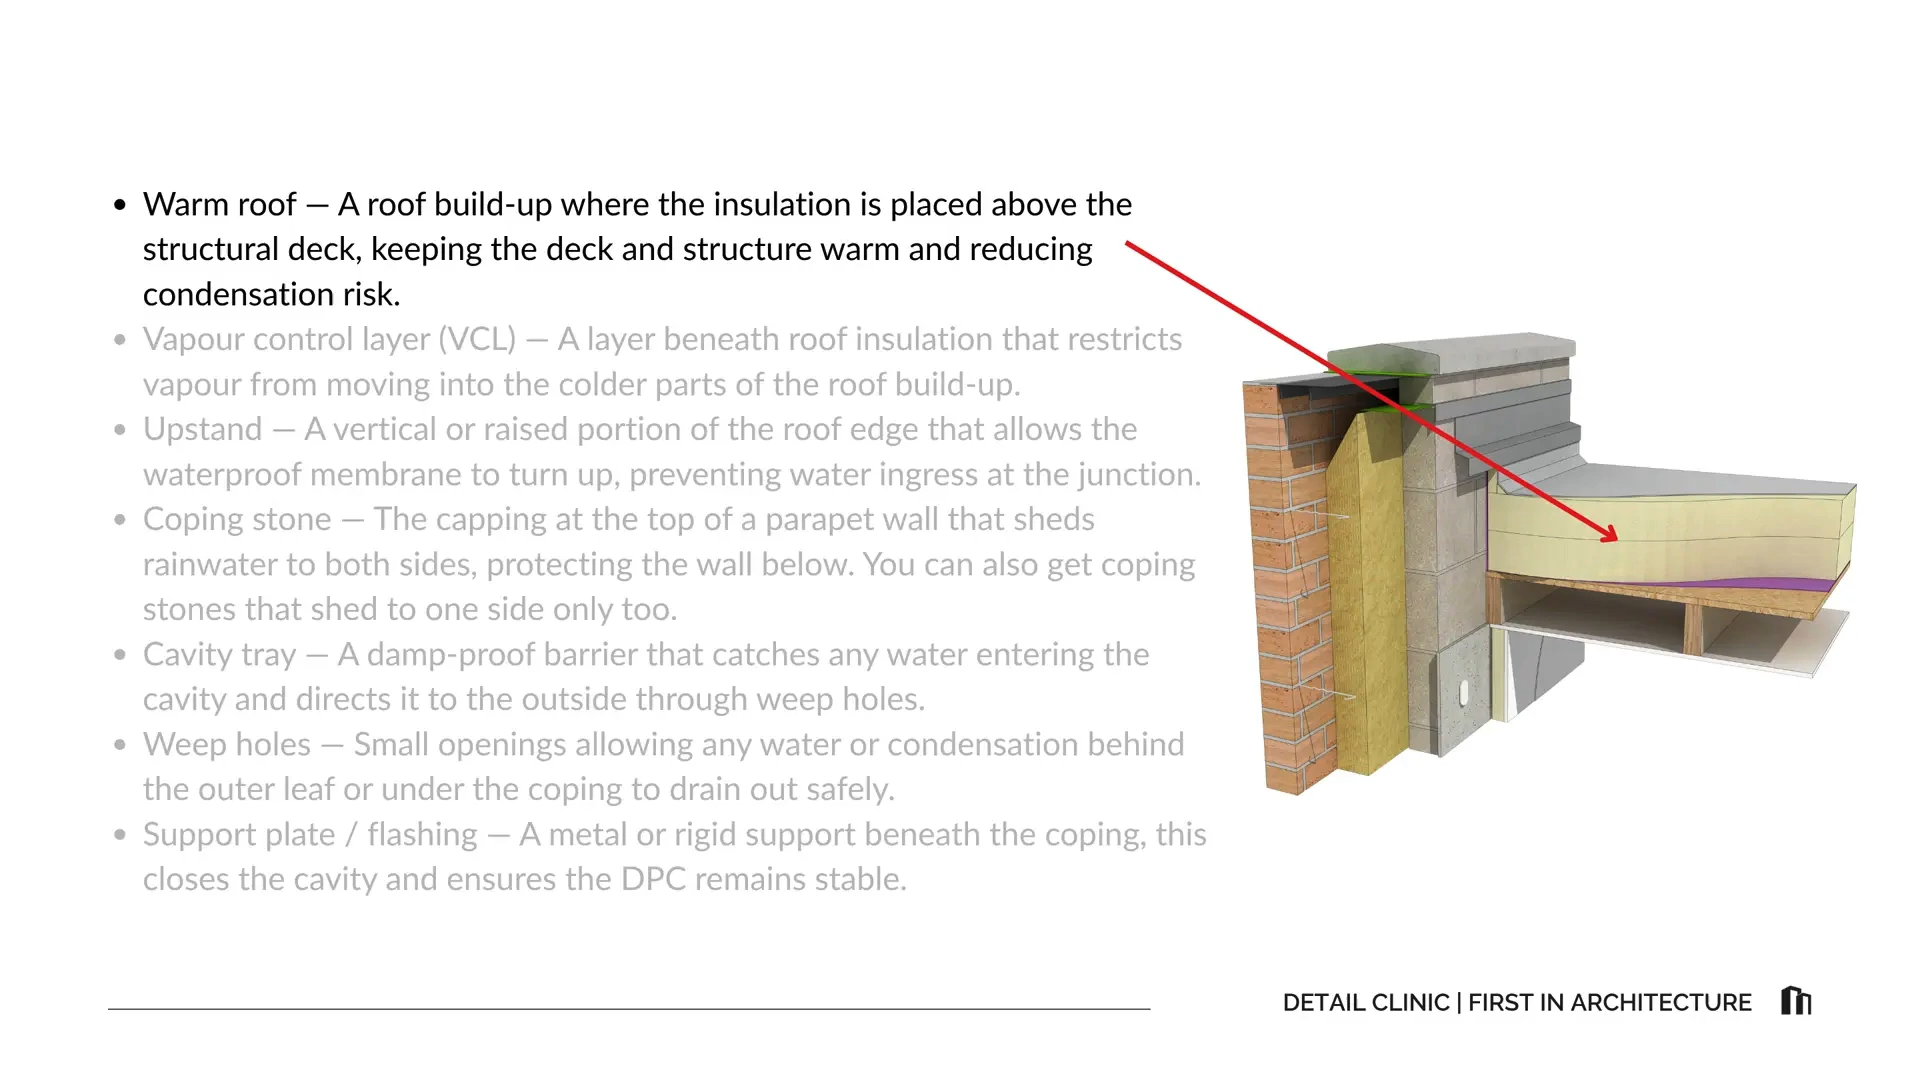 • Warm roof — A roof build-up where the insulation is placed above the
structural deck, keeping the deck and structure warm and reducing
condensation risk.
• Vapour control layer (VCL) — A layer beneath roof insulation that restricts
vapour from moving into the colder parts of the roof build-up.
• Upstand — A vertical or raised portion of the roof edge that allows the
waterproof membrane to turn up, preventing water ingress at the junction.
• Coping stone — The capping at the top of a parapet wall that sheds
rainwater to both sides, protecting the wall below. You can also get coping
stones that shed to one side only too.
• Cavity tray — A damp-proof barrier that catches any water entering the
cavity and directs it to the outside through weep holes.
• Weep holes — Small openings allowing any water or condensation behind
the outer leaf or under the coping to drain out safely.
• Support plate / flashing — A metal or rigid support beneath the coping, this
closes the cavity and ensures the DPC remains stable.
DETAIL CLINIC | FIRST IN ARCHITECTURE